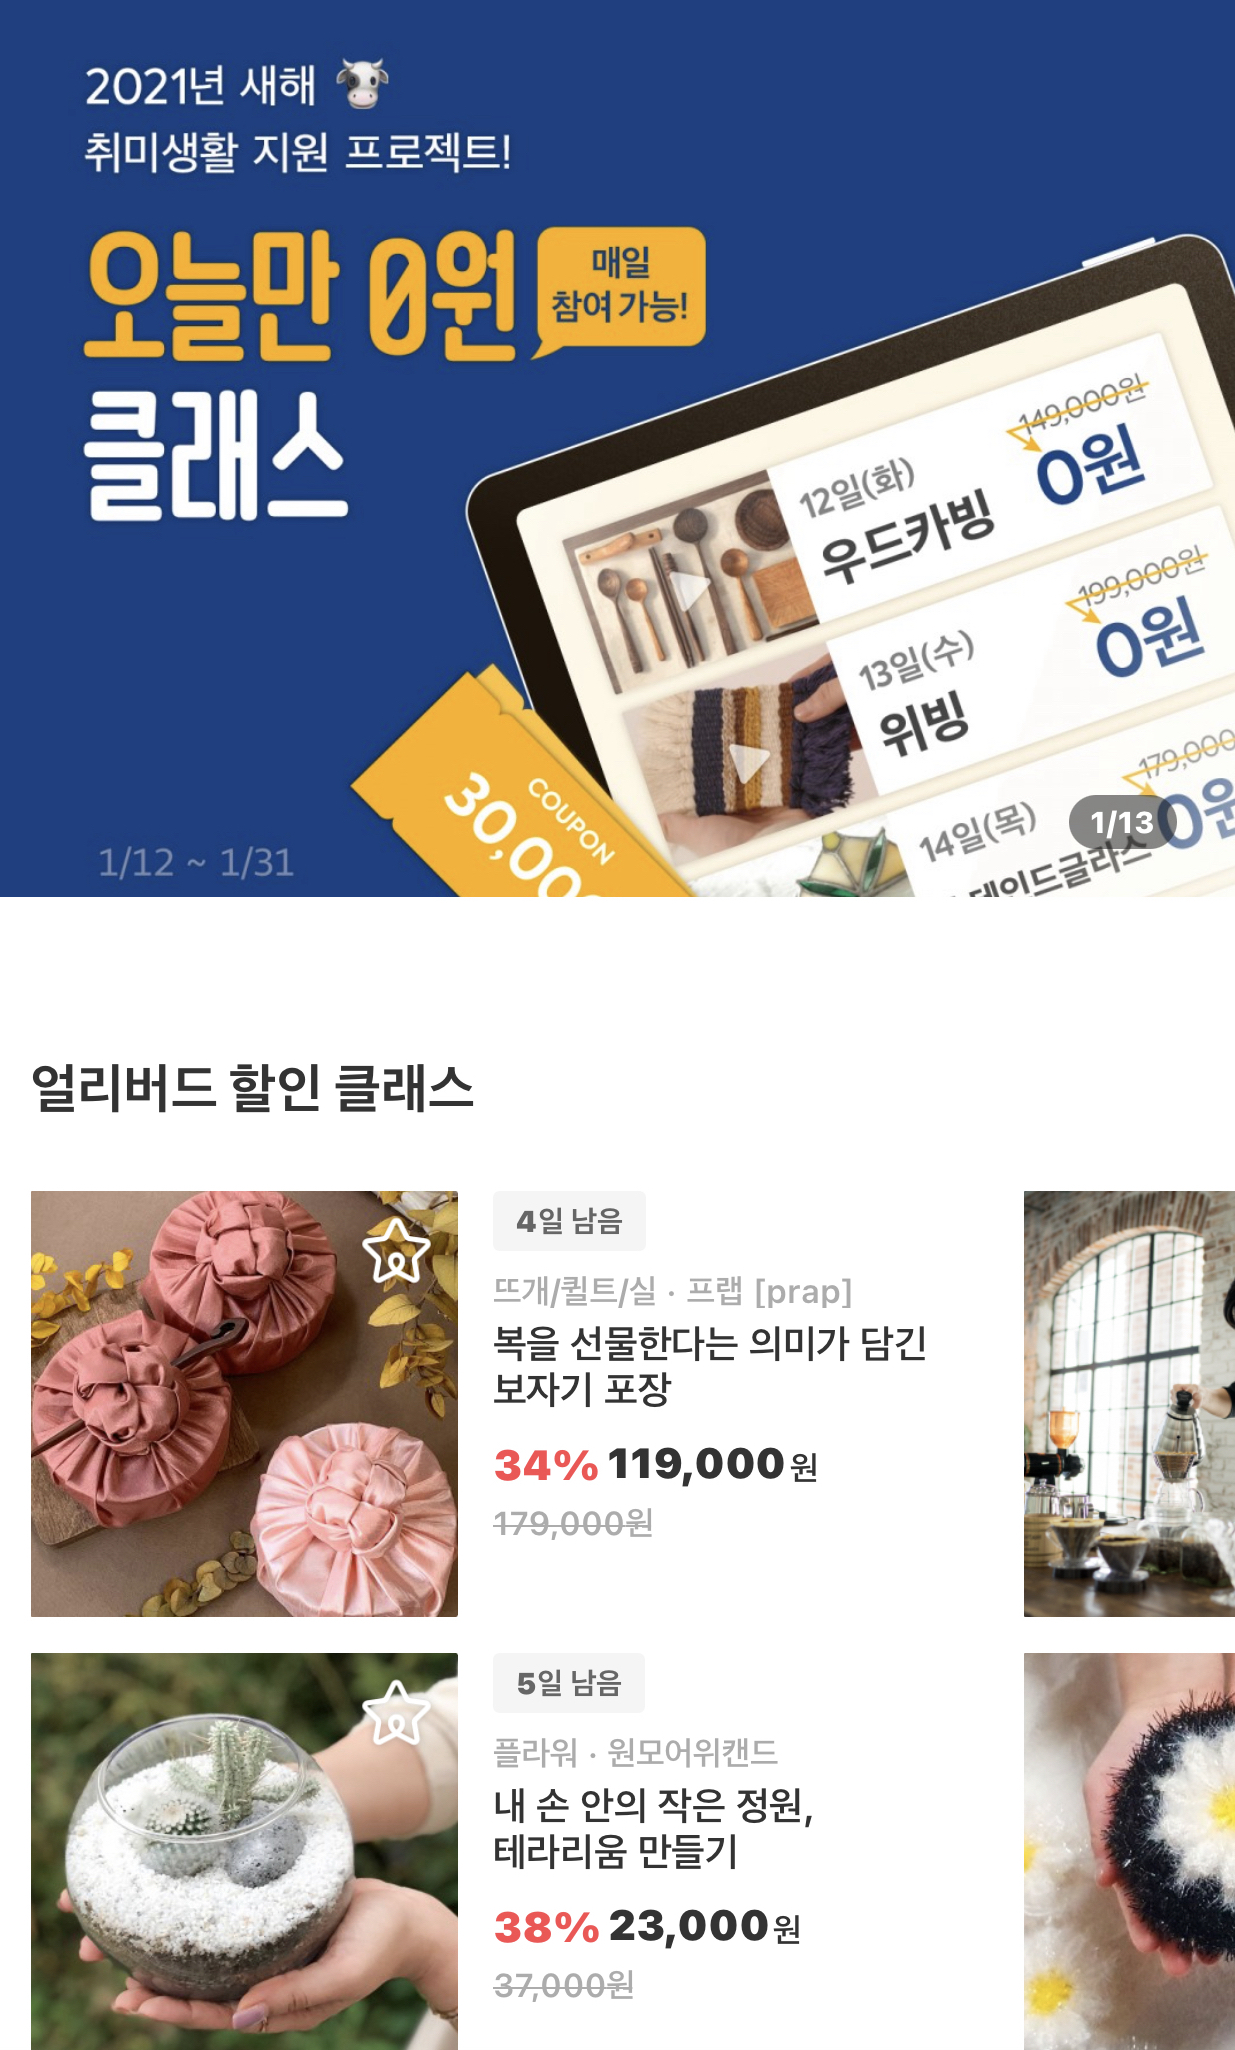 2021년 새해
취미생활 지원 프로젝트!
오늘만 0원
매일
참여 가능!
클래스
149,000원
12일(화)
0원
우드카빙
199,000원
13일(수)
0원
위빙
179,000
14일(목)
0원
테인드글라스
COUPON
30,00
1/13
1/12 ~ 1/31
얼리버드 할인 클래스
4일 남음
뜨개/퀼트/실 · 프랩 [prap]
복을 선물한다는 의미가 담긴
보자기 포장
34% 119,000원
179,000원
5일 남음
플라워 · 원모어위캔드
내 손 안의 작은 정원,
테라리움 만들기
38% 23,000원
37,000원